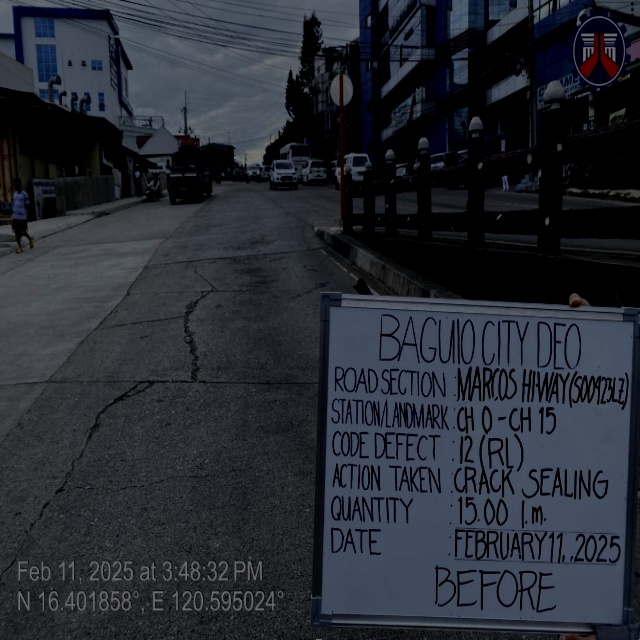 BAGUIO CITY DEO
ROAD SECTION : MARCOS HIWAY (S00923LZ)
STATION/LANDMARK : CH 0 - CH 15
CODE DEFECT : 12 (RL)
ACTION TAKEN : CRACK SEALING
QUANTITY : 15.00 l.m.
DATE : FEBRUARY 11, 2025
BEFORE
Feb 11, 2025 at 3:48:32 PM
N 16.401858°, E 120.595024°